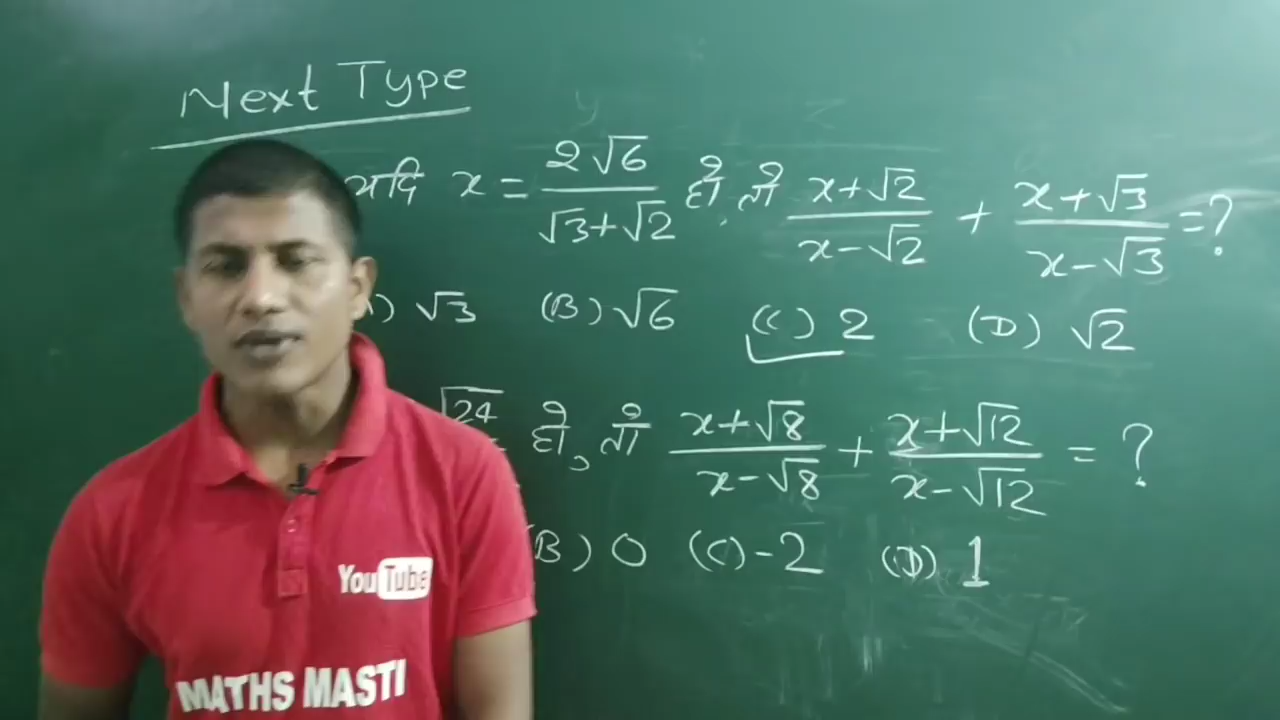 Next Type
यदि x = 2√6 / √3+√2 हो, तो x+√2 / x-√2 + x+√3 / x-√3 = ?
) √3 (B) √6 (C) 2 (D) √2
√24 हो, तो x+√8 / x-√8 + x+√12 / x-√12 = ?
B) 0 (C) -2 (D) 1
YouTube
MATHS MASTI